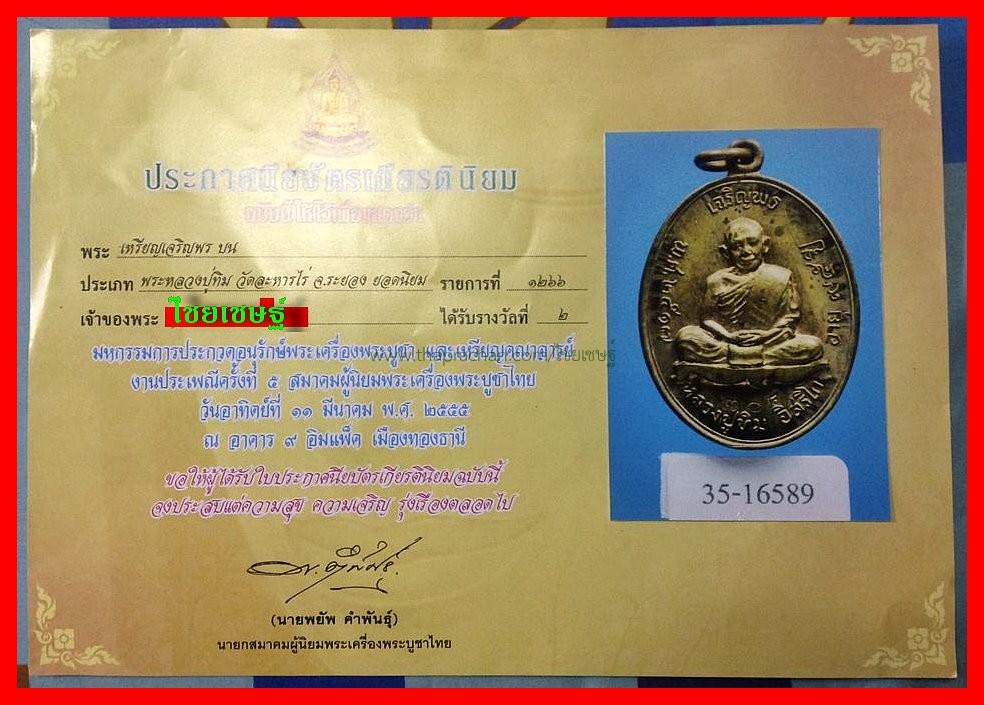 ประกาศนียบัตรเกียรตินิยม
พระ เหรียญเจริญพร บน
ประเภท พระหลวงปู่ทิม วัดละหารไร่ จ.ระยอง ยอดนิยม รายการที่ ๑๒๖๖
เจ้าของพระ ไชยเชษฐ์ ได้รับรางวัลที่ ๒
มหกรรมการประกวดอนุรักษ์พระเครื่องพระบูชา และเหรียญคณาจารย์
งานประเพณีครั้งที่ ๕ สมาคมผู้นิยมพระเครื่องพระบูชาไทย
วันอาทิตย์ที่ ๑๑ มีนาคม พ.ศ. ๒๕๕๕
ณ อาคาร ๙ อิมแพ็ค เมืองทองธานี
ขอให้ผู้ได้รับใบประกาศนียบัตรเกียรตินิยมฉบับนี้
จงประสบแต่ความสุข ความเจริญ รุ่งเรืองตลอดไป
(นายพยัพ คำพันธุ์)
นายกสมาคมผู้นิยมพระเครื่องพระบูชาไทย
เจริญพร
หลวงปู่ทิม อิสริโก
35-16589
www.thaprachan.com/ไชยเชษฐ